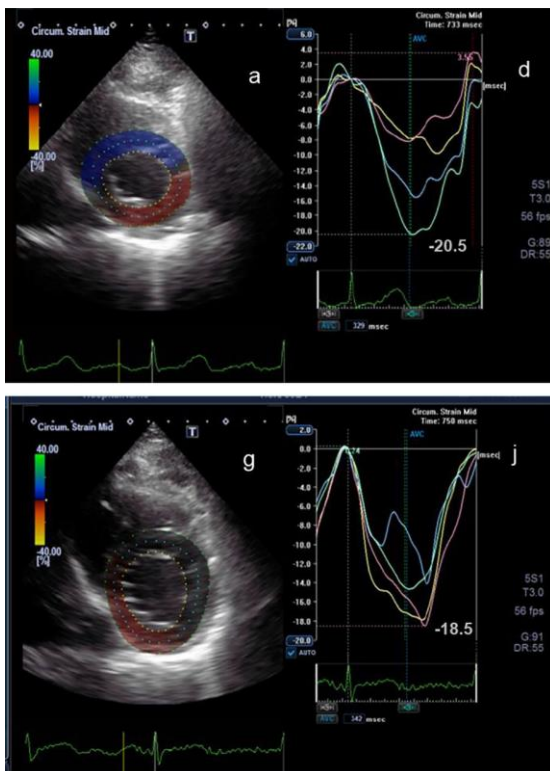 Circum. Strain Mid
40.00
-40.00
[%]
T
a
[%]
Circum. Strain Mid
Time: 733 msec
AVC
d
6.0
4.0
2.0
0.0
-2.0
-4.0
-6.0
-8.0
-10.0
-12.0
-14.0
-16.0
-18.0
-20.0
-22.0
AUTO
[msec]
-20.5
5S1
T3.0
56 fps
G:89
DR:55
AVC 329 msec
Circum. Strain Mid
40.00
-40.00
[%]
T
g
[%]
Circum. Strain Mid
Time: 750 msec
AVC
j
2.0
0.0
-2.0
-4.0
-6.0
-8.0
-10.0
-12.0
-14.0
-16.0
-18.0
-20.0
AUTO
[msec]
-18.5
5S1
T3.0
56 fps
G:91
DR:55
AVC 342 msec